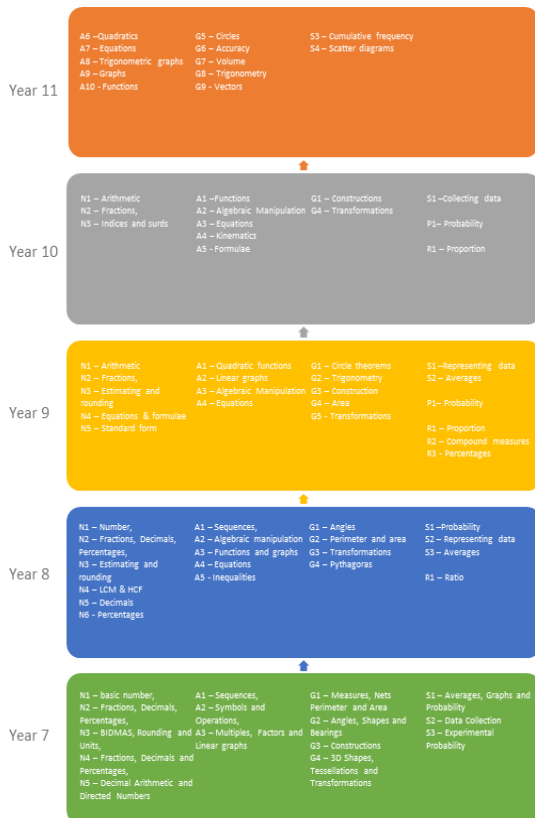 Year 11
A6 –Quadratics
A7 – Equations
A8 – Trigonometric graphs
A9 – Graphs
A10 - Functions
G5 – Circles
G6 – Accuracy
G7 – Volume
G8 – Trigonometry
G9 - Vectors
S3 – Cumulative frequency
S4 – Scatter diagrams
Year 10
N1 – Arithmetic
N2 – Fractions,
N3 – Indices and surds
A1 –Functions
A2 – Algebraic Manipulation
A3 – Equations
A4 – Kinematics
A5 - Formulae
G1 – Constructions
G4 – Transformations
S1 –Collecting data
P1– Probability
R1 – Proportion
Year 9
N1 – Arithmetic
N2 – Fractions,
N3 – Estimating and
rounding
N4 – Equations & formulae
N5 – Standard form
A1 – Quadratic functions
A2 – Linear graphs
A3 – Algebraic Manipulation
A4 – Equations
G1 – Circle theorems
G2 – Trigonometry
G3 – Construction
G4 – Area
G5 - Transformations
S1 –Representing data
S2 – Averages
P1– Probability
R1 – Proportion
R2 – Compound measures
R3 - Percentages
Year 8
N1 – Number,
N2 – Fractions, Decimals,
Percentages,
N3 – Estimating and
rounding
N4 – LCM & HCF
N5 – Decimals
N6 - Percentages
A1 – Sequences,
A2 – Algebraic manipulation
A3 – Functions and graphs
A4 – Equations
A5 - Inequalities
G1 – Angles
G2 – Perimeter and area
G3 – Transformations
G4 – Pythagoras
S1 –Probability
S2 – Representing data
S3 – Averages
R1 – Ratio
Year 7
N1 – basic number,
N2 – Fractions, Decimals,
Percentages,
N3 – BIDMAS, Rounding and
Units,
N4 – Fractions, Decimals and
Percentages,
N5 – Decimal Arithmetic and
Directed Numbers
A1 – Sequences,
A2 – Symbols and
Operations,
A3 – Multiples, Factors and
Linear graphs
G1 – Measures, Nets
Perimeter and Area
G2 – Angles, Shapes and
Bearings
G3 – Constructions
G4 – 3D Shapes,
Tessellations and
Transformations
S1 – Averages, Graphs and
Probability
S2 – Data Collection
S3 – Experimental
Probability